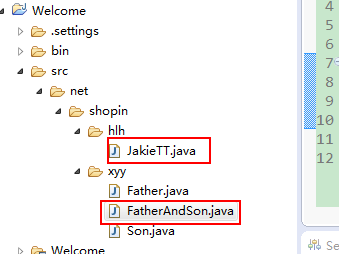 Welcome
.settings
bin
src
net
shopin
hlh
JakieTT.java
xyy
Father.java
FatherAndSon.java
Son.java
Welcome
4
5
6
7
8
9
10
11
12
Se